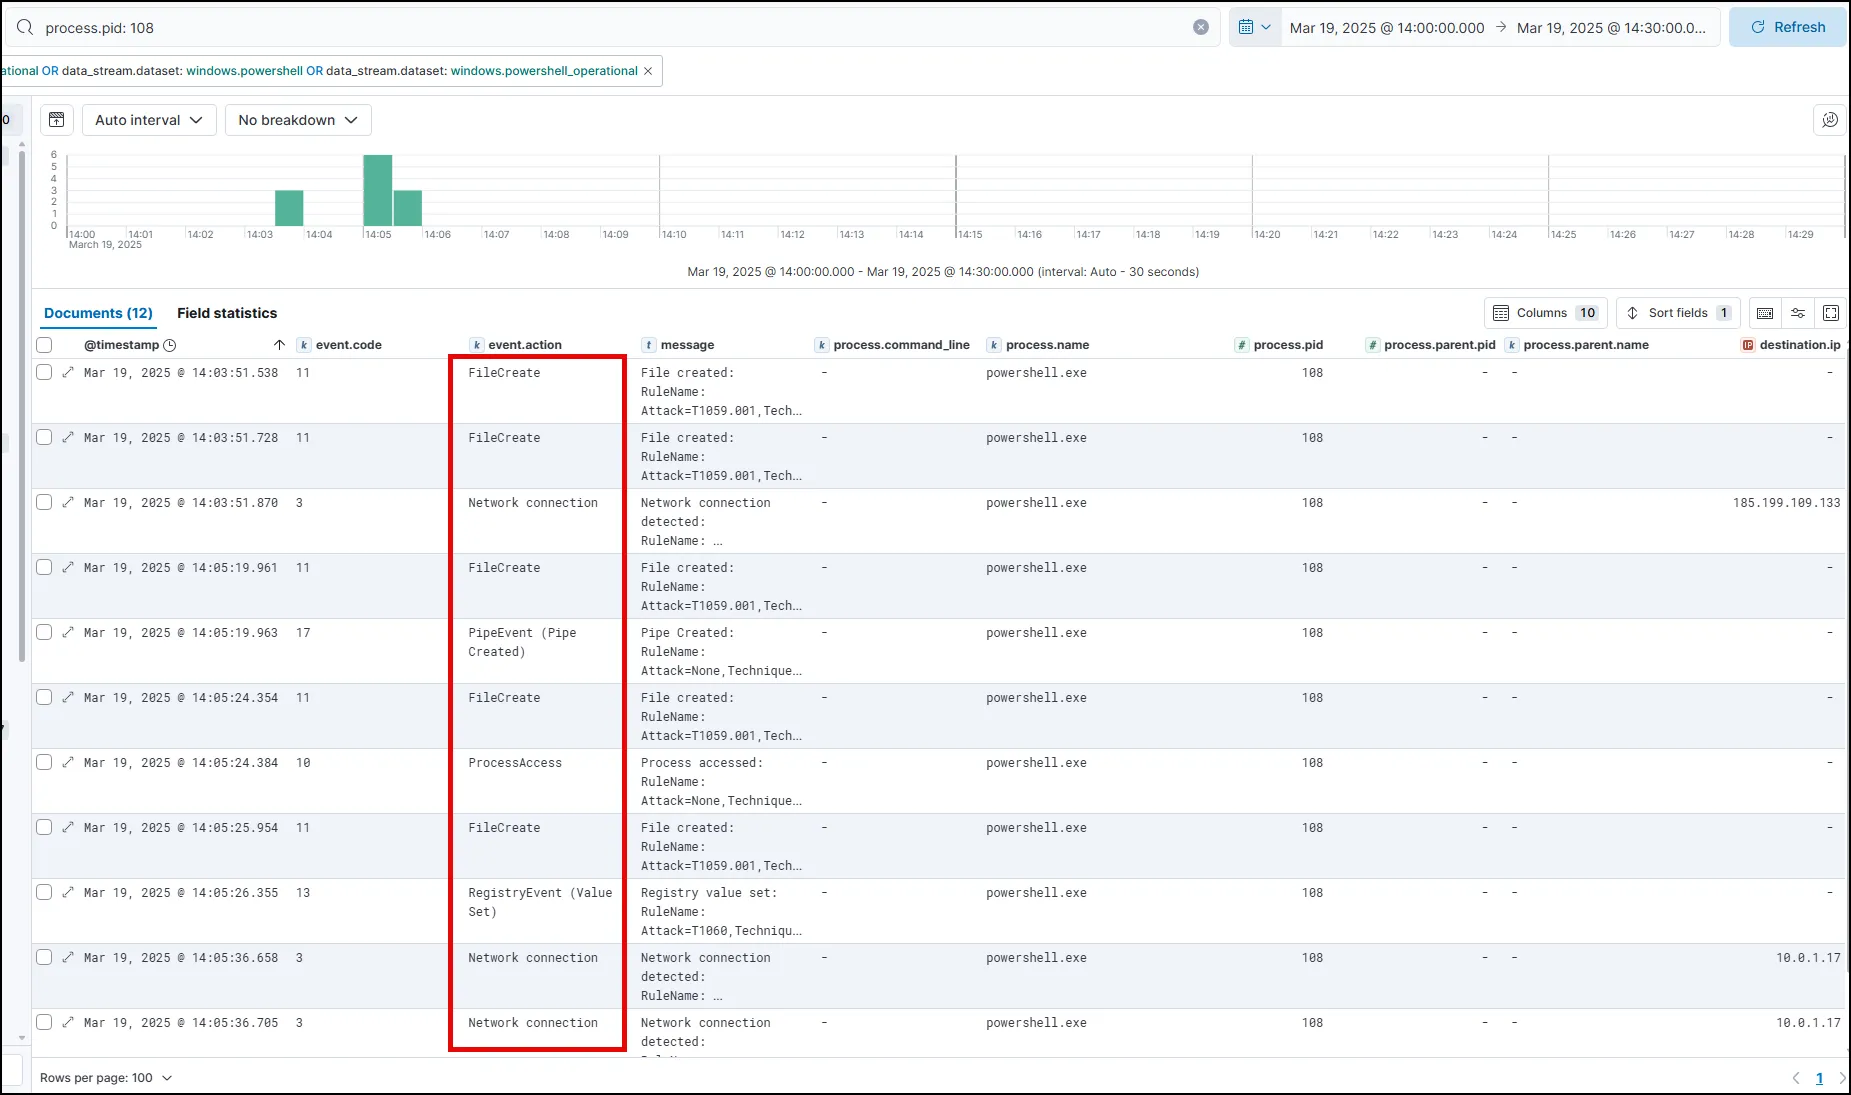 process.pid: 108
Mar 19, 2025 @ 14:00:00.000 → Mar 19, 2025 @ 14:30:00.0... Refresh
ational OR data_stream.dataset: windows.powershell OR data_stream.dataset: windows.powershell_operational ×
0 Auto interval No breakdown
6
5
4
3
2
1
0
14:00 14:01 14:02 14:03 14:04 14:05 14:06 14:07 14:08 14:09 14:10 14:11 14:12 14:13 14:14 14:15 14:16 14:17 14:18 14:19 14:20 14:21 14:22 14:23 14:24 14:25 14:26 14:27 14:28 14:29
March 19, 2025
Mar 19, 2025 @ 14:00:00.000 - Mar 19, 2025 @ 14:30:00.000 (interval: Auto - 30 seconds)
Documents (12) Field statistics Columns 10 Sort fields 1
@timestamp k event.code k event.action t message k process.command_line k process.name # process.pid # process.parent.pid k process.parent.name IP destination.ip
Mar 19, 2025 @ 14:03:51.538 11 FileCreate File created: - powershell.exe 108 - - -
RuleName:
Attack=T1059.001,Tech...
Mar 19, 2025 @ 14:03:51.728 11 FileCreate File created: - powershell.exe 108 - - -
RuleName:
Attack=T1059.001,Tech...
Mar 19, 2025 @ 14:03:51.870 3 Network connection Network connection - powershell.exe 108 - - 185.199.109.133
detected:
RuleName: ...
Mar 19, 2025 @ 14:05:19.961 11 FileCreate File created: - powershell.exe 108 - - -
RuleName:
Attack=T1059.001,Tech...
Mar 19, 2025 @ 14:05:19.963 17 PipeEvent (Pipe Pipe Created: - powershell.exe 108 - - -
Created) RuleName:
Attack=None,Technique...
Mar 19, 2025 @ 14:05:24.354 11 FileCreate File created: - powershell.exe 108 - - -
RuleName:
Attack=T1059.001,Tech...
Mar 19, 2025 @ 14:05:24.384 10 ProcessAccess Process accessed: - powershell.exe 108 - - -
RuleName:
Attack=None,Technique...
Mar 19, 2025 @ 14:05:25.954 11 FileCreate File created: - powershell.exe 108 - - -
RuleName:
Attack=T1059.001,Tech...
Mar 19, 2025 @ 14:05:26.355 13 RegistryEvent (Value Registry value set: - powershell.exe 108 - - -
Set) RuleName:
Attack=T1060,Techniqu...
Mar 19, 2025 @ 14:05:36.658 3 Network connection Network connection - powershell.exe 108 - - 10.0.1.17
detected:
RuleName: ...
Mar 19, 2025 @ 14:05:36.705 3 Network connection Network connection - powershell.exe 108 - - 10.0.1.17
detected:
Rows per page: 100 1